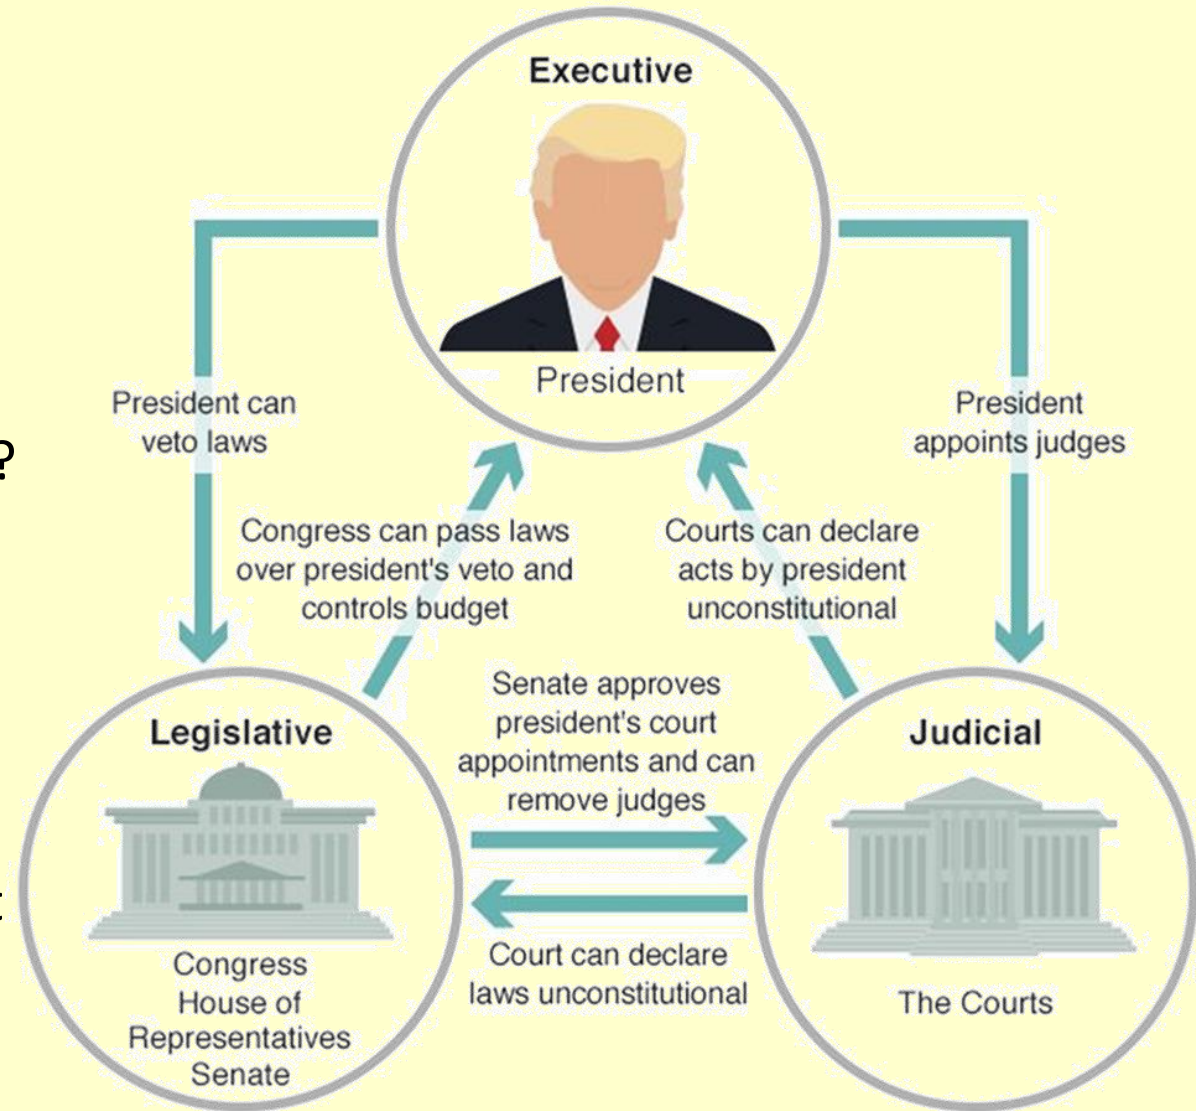 Executive
President
President can
veto laws
President
appoints judges
?
Congress can pass laws
over president's veto and
controls budget
Courts can declare
acts by president
unconstitutional
Senate approves
president's court
appointments and can
remove judges
Legislative
Judicial
Court can declare
laws unconstitutional
Congress
House of
Representatives
Senate
The Courts